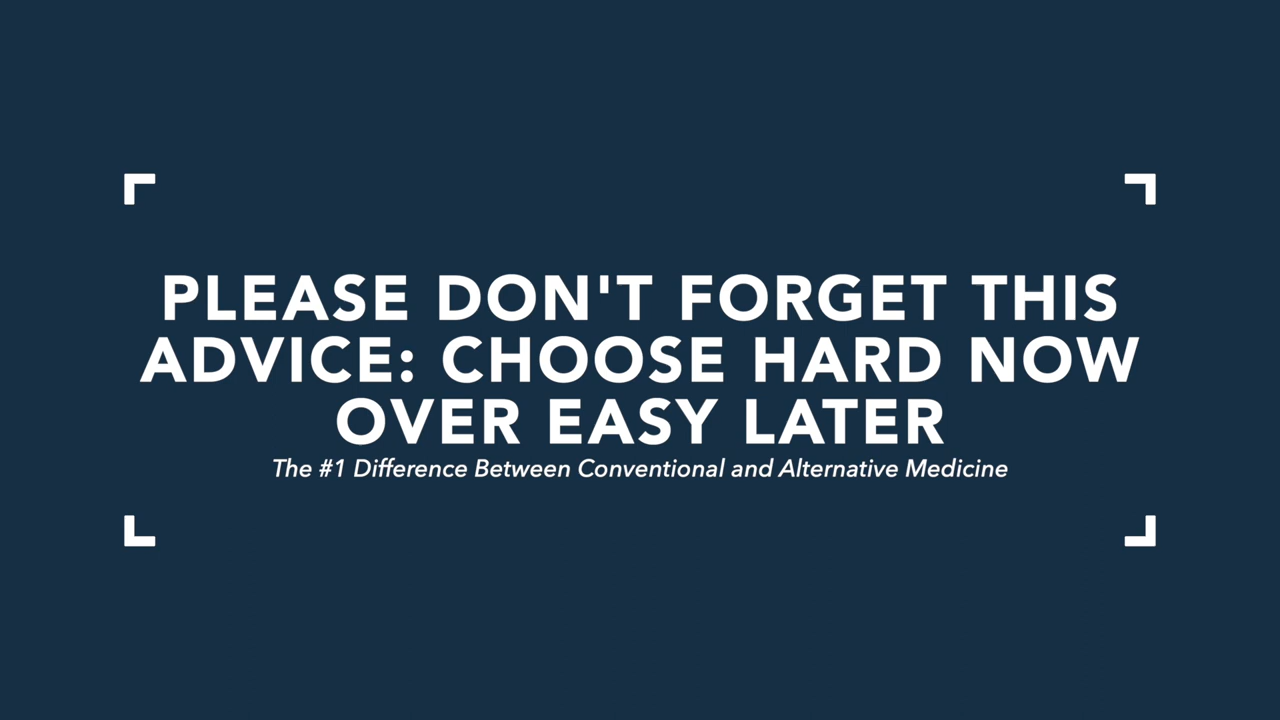 PLEASE DON'T FORGET THIS
ADVICE: CHOOSE HARD NOW
OVER EASY LATER
The #1 Difference Between Conventional and Alternative Medicine